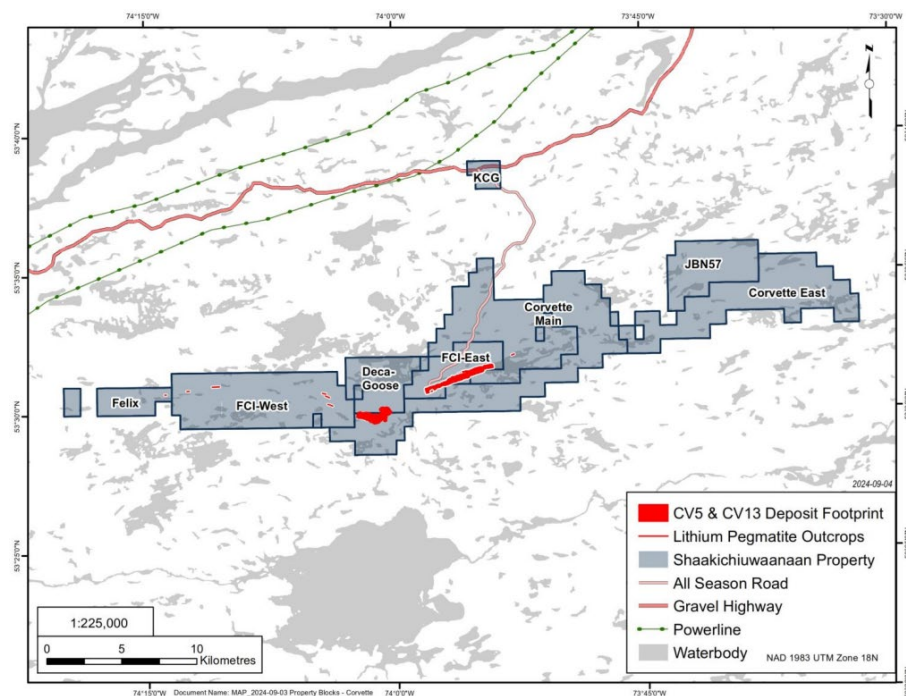 74°15'0"W 74°0'0"W 73°45'0"W 73°30'0"W
N
53°40'0"N
KCG
53°35'0"N
JBN57
Corvette East
Corvette
Main
FCI-East
Deca-
Goose
Felix
FCI-West
53°30'0"N
2024-09-04
CV5 & CV13 Deposit Footprint
Lithium Pegmatite Outcrops
Shaakichiuwaanaan Property
All Season Road
Gravel Highway
Powerline
Waterbody
NAD 1983 UTM Zone 18N
53°25'0"N
1:225,000
0 5 10
Kilometres
74°15'0"W 74°0'0"W 73°45'0"W
Document Name: MAP_2024-09-03 Property Blocks - Corvette